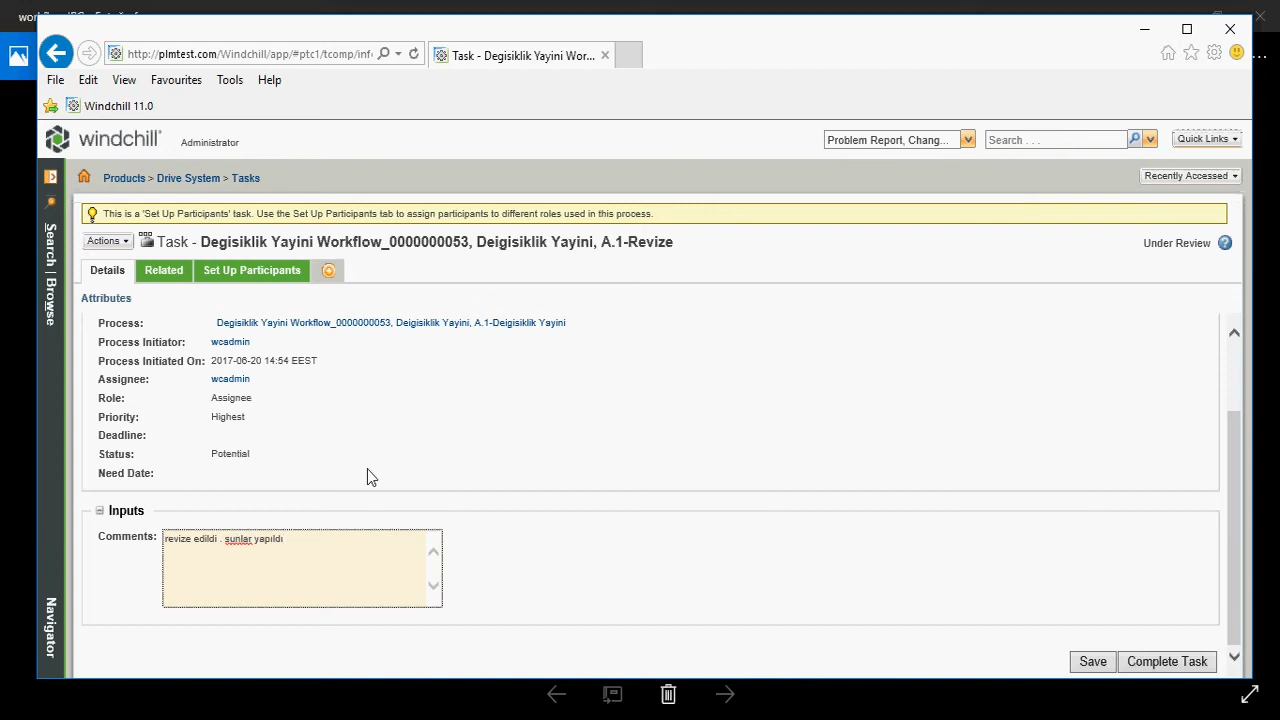 http://plmtest.com/Windchill/app/#ptc1/tcomp/inf
Task - Degisiklik Yayini Wor...
File Edit View Favourites Tools Help
Windchill 11.0
windchill Administrator
Problem Report, Chang... Search . . . Quick Links
Products > Drive System > Tasks Recently Accessed
This is a 'Set Up Participants' task. Use the Set Up Participants tab to assign participants to different roles used in this process.
Actions Task - Degisiklik Yayini Workflow_0000000053, Deigisiklik Yayini, A.1-Revize Under Review
Details Related Set Up Participants
Attributes
Process: Degisiklik Yayini Workflow_0000000053, Deigisiklik Yayini, A.1-Deigisiklik Yayini
Process Initiator: wcadmin
Process Initiated On: 2017-06-20 14:54 EEST
Assignee: wcadmin
Role: Assignee
Priority: Highest
Deadline:
Status: Potential
Need Date:
Inputs
Comments: revize edildi . sunlar yapıldı
Search | Browse
Navigator
Save Complete Task